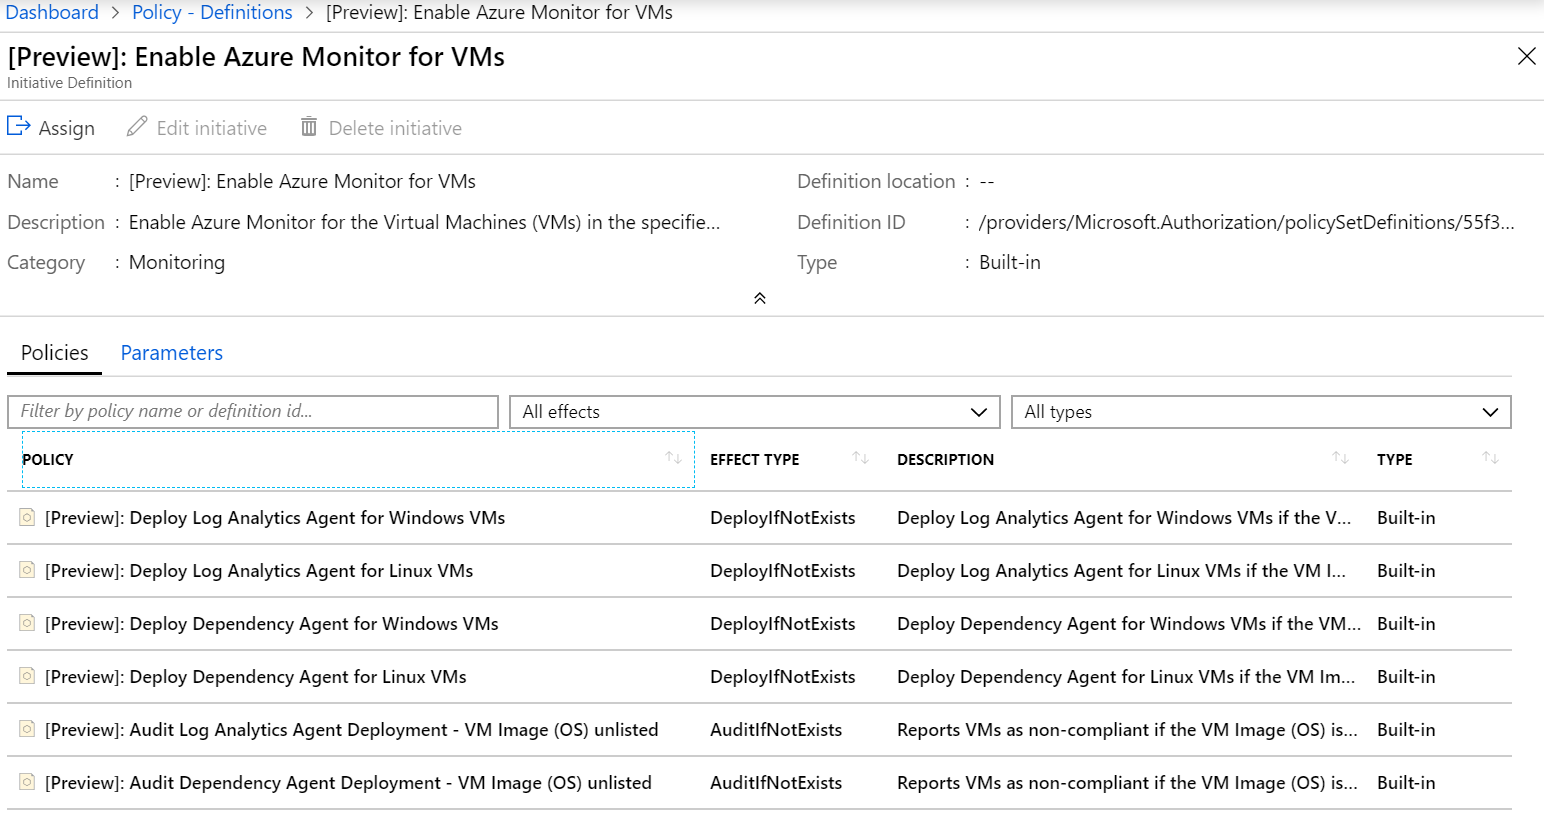 Dashboard > Policy - Definitions > [Preview]: Enable Azure Monitor for VMs
[Preview]: Enable Azure Monitor for VMs
Initiative Definition
Assign Edit initiative Delete initiative
Name : [Preview]: Enable Azure Monitor for VMs Definition location : --
Description : Enable Azure Monitor for the Virtual Machines (VMs) in the specifie... Definition ID : /providers/Microsoft.Authorization/policySetDefinitions/55f3...
Category : Monitoring Type : Built-in
Policies Parameters
Filter by policy name or definition id... All effects All types
POLICY EFFECT TYPE DESCRIPTION TYPE
[Preview]: Deploy Log Analytics Agent for Windows VMs DeployIfNotExists Deploy Log Analytics Agent for Windows VMs if the V... Built-in
[Preview]: Deploy Log Analytics Agent for Linux VMs DeployIfNotExists Deploy Log Analytics Agent for Linux VMs if the VM I... Built-in
[Preview]: Deploy Dependency Agent for Windows VMs DeployIfNotExists Deploy Dependency Agent for Windows VMs if the VM... Built-in
[Preview]: Deploy Dependency Agent for Linux VMs DeployIfNotExists Deploy Dependency Agent for Linux VMs if the VM Im... Built-in
[Preview]: Audit Log Analytics Agent Deployment - VM Image (OS) unlisted AuditIfNotExists Reports VMs as non-compliant if the VM Image (OS) is... Built-in
[Preview]: Audit Dependency Agent Deployment - VM Image (OS) unlisted AuditIfNotExists Reports VMs as non-compliant if the VM Image (OS) is... Built-in